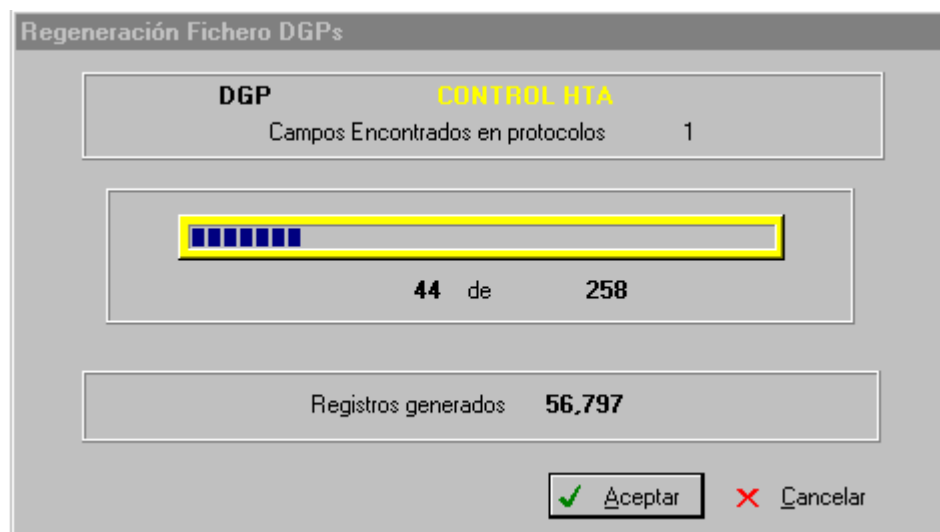 Regeneración Fichero DGPs
DGP CONTROL HTA
Campos Encontrados en protocolos 1
44 de 258
Registros generados 56,797
Aceptar Cancelar